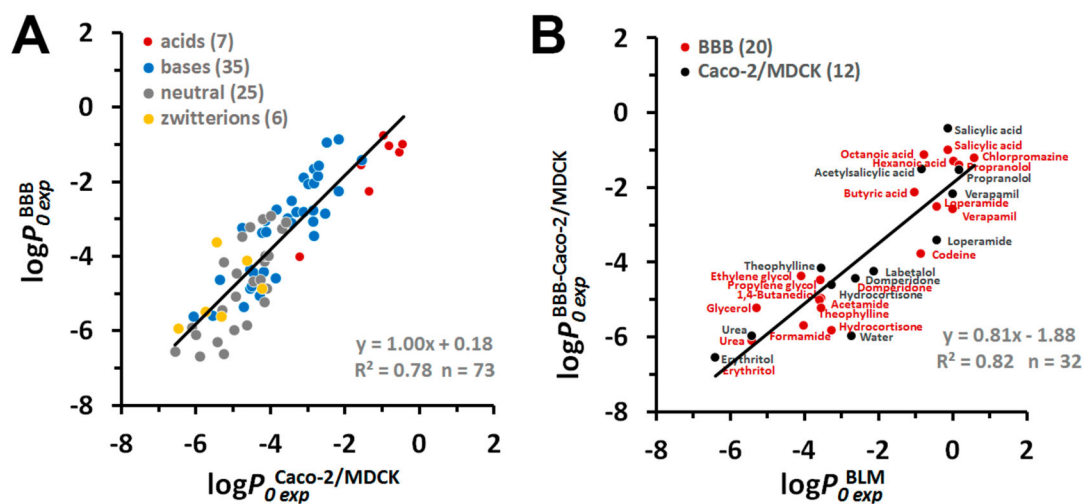 A
logP0 exp BBB
2
0
-2
-4
-6
-8
acids (7)
bases (35)
neutral (25)
zwitterions (6)
y = 1.00x + 0.18
R² = 0.78 n = 73
-8 -6 -4 -2 0 2
logP0 exp Caco-2/MDCK
B
logP0 exp BBB-Caco-2/MDCK
2
0
-2
-4
-6
-8
BBB (20)
Caco-2/MDCK (12)
Salicylic acid
Octanoic acid Salicylic acid
Hexanoic acid Chlorpromazine
Acetylsalicylic acid Propranolol
Propranolol
Butyric acid Verapamil
Loperamide
Verapamil
Loperamide
Codeine
Theophylline Labetalol
Ethylene glycol Domperidone
Propylene glycol Domperidone
1,4-Butanediol Hydrocortisone
Glycerol Acetamide
Theophylline
Urea Formamide Hydrocortisone
Urea Water
Erythritol
Erythritol
y = 0.81x - 1.88
R² = 0.82 n = 32
-8 -6 -4 -2 0 2
logP0 exp BLM